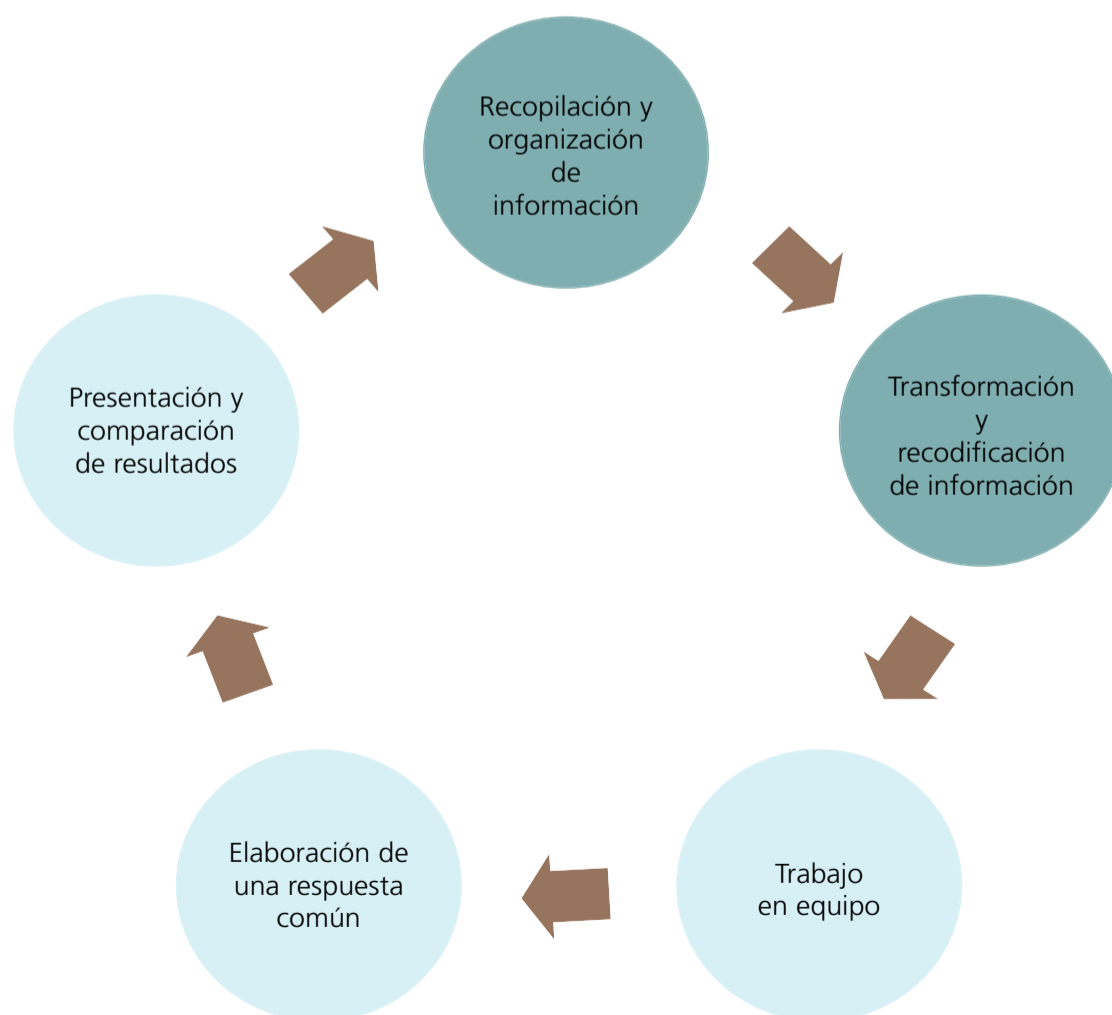 Recopilación y
organización
de
información
Transformación
y
recodificación
de información
Trabajo
en equipo
Elaboración de
una respuesta
común
Presentación y
comparación
de resultados